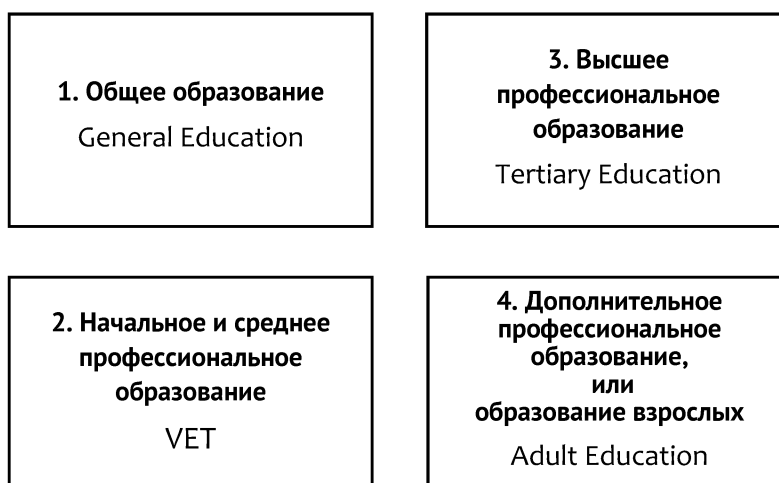 1. Общее образование
General Education
2. Начальное и среднее
профессиональное
образование
VET
3. Высшее
профессиональное
образование
Tertiary Education
4. Дополнительное
профессиональное
образование,
или
образование взрослых
Adult Education